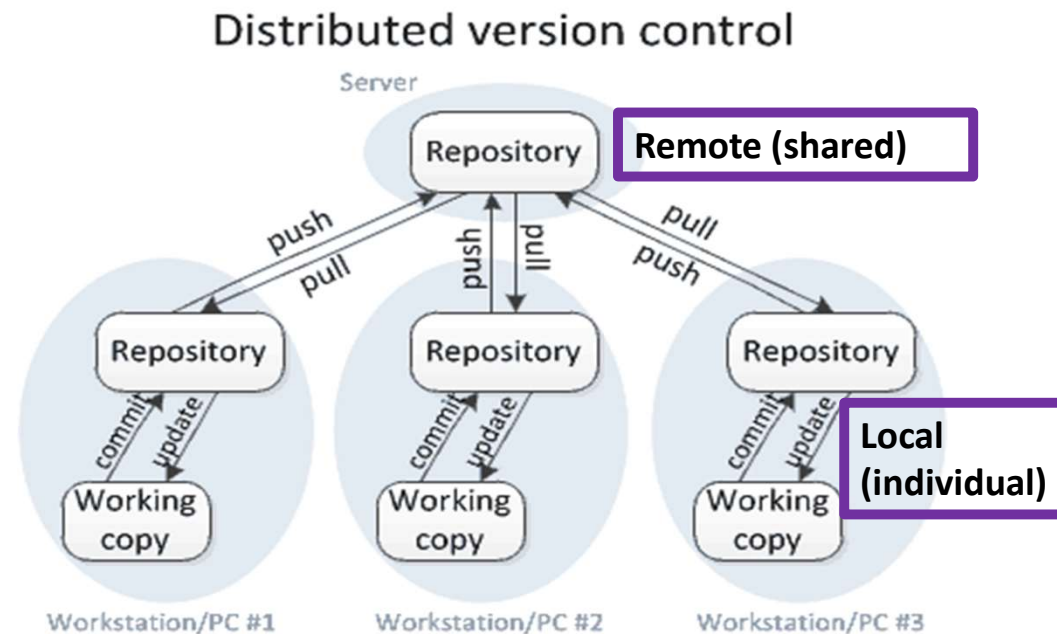 Distributed version control
Server
Repository
Remote (shared)
push
pull
push
pull
pull
push
Repository
Repository
Repository
commit
update
commit
update
commit
update
Local
(individual)
Working
copy
Working
copy
Working
copy
Workstation/PC #1
Workstation/PC #2
Workstation/PC #3